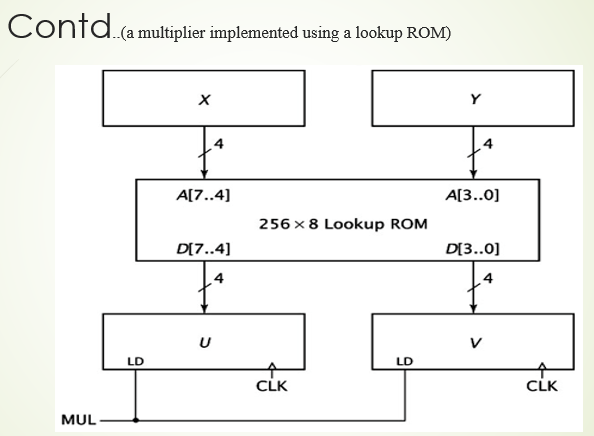 Contd..(a multiplier implemented using a lookup ROM)
X Y
4 4
A[7..4] A[3..0]
256 × 8 Lookup ROM
D[7..4] D[3..0]
4 4
U V
LD LD
CLK CLK
MUL